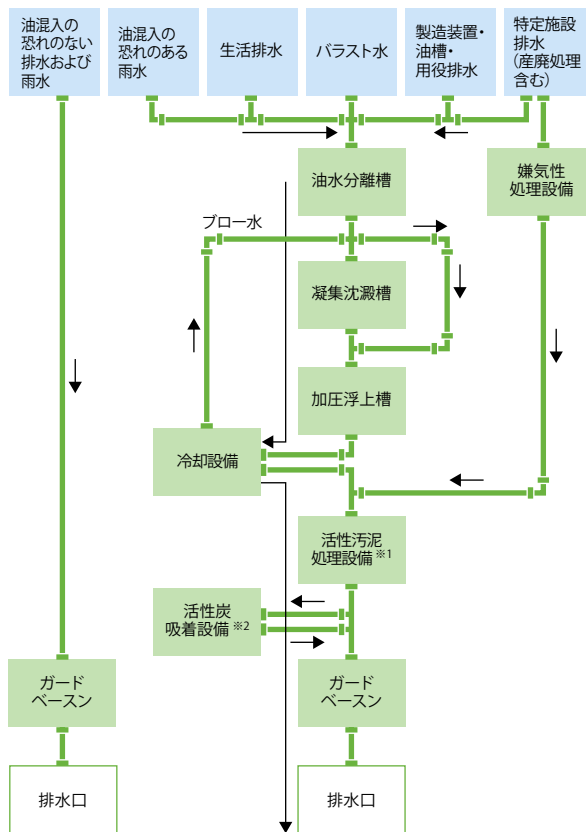 油混入の
恐れのない
排水および
雨水
油混入の
恐れのある
雨水
生活排水
バラスト水
製造装置・
油槽・
用役排水
特定施設
排水
(産廃処理
含む)
油水分離槽
嫌気性
処理設備
ブロー水
凝集沈澱槽
加圧浮上槽
冷却設備
活性汚泥
処理設備※1
活性炭
吸着設備※2
ガード
ベースン
ガード
ベースン
排水口
排水口